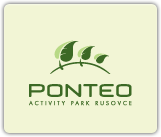 PONTEO
ACTIVITY PARK RUSOVCE